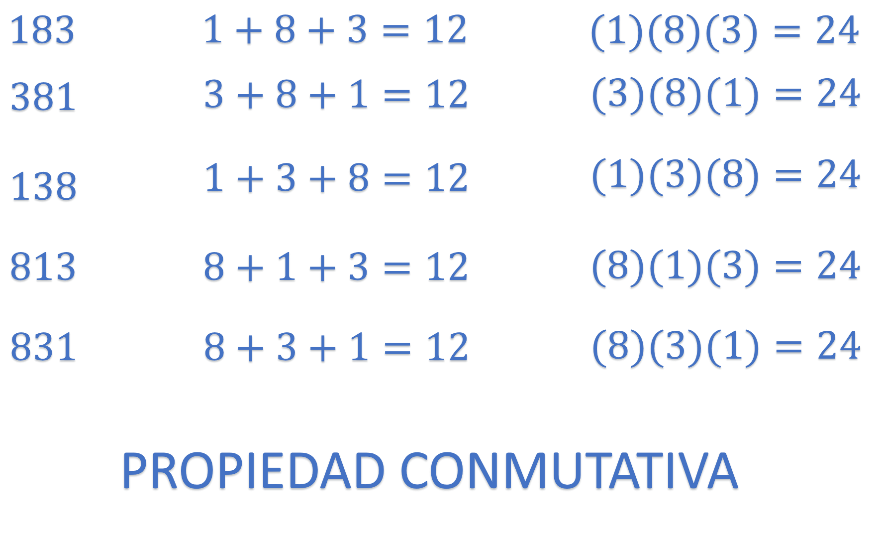 183 1 + 8 + 3 = 12 (1)(8)(3) = 24
381 3 + 8 + 1 = 12 (3)(8)(1) = 24
138 1 + 3 + 8 = 12 (1)(3)(8) = 24
813 8 + 1 + 3 = 12 (8)(1)(3) = 24
831 8 + 3 + 1 = 12 (8)(3)(1) = 24
PROPIEDAD CONMUTATIVA